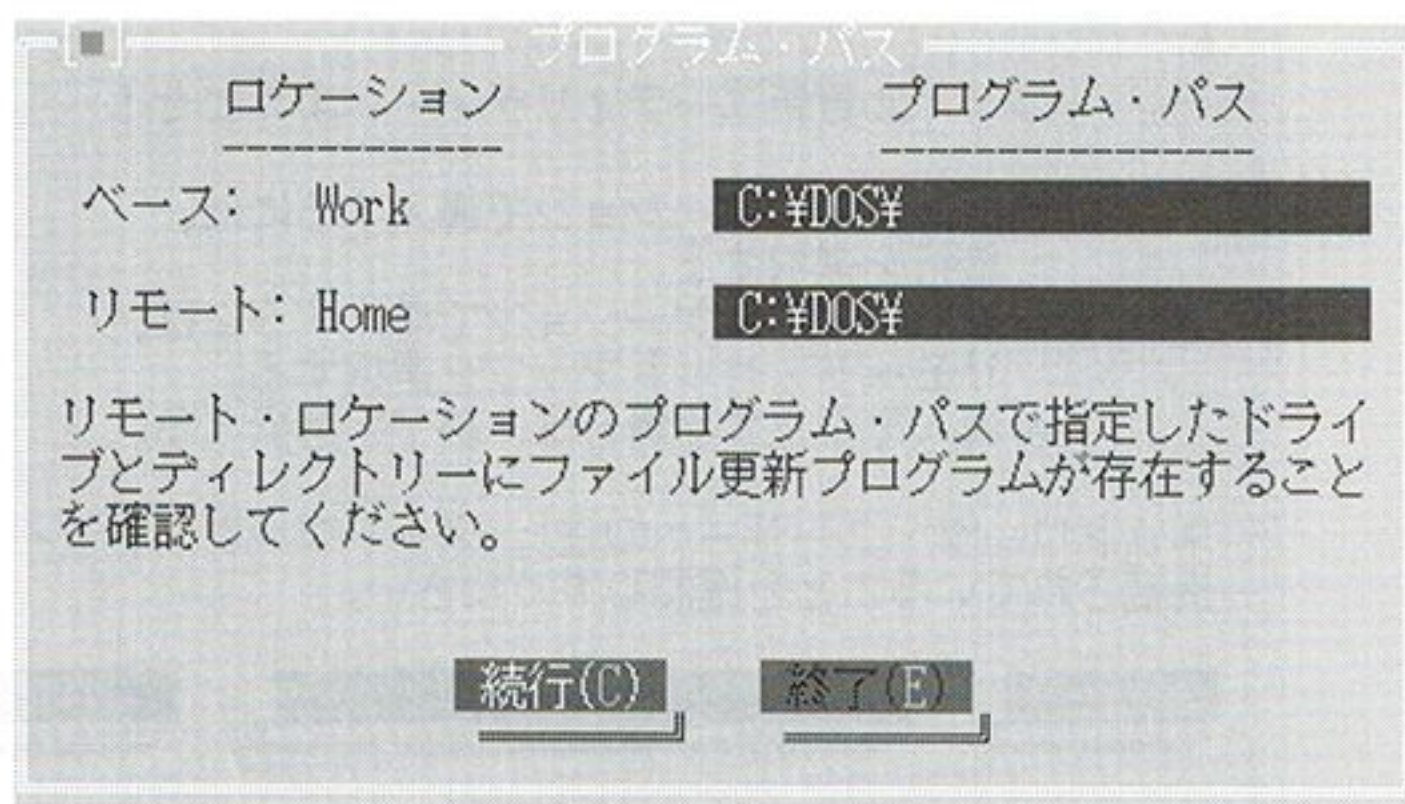 プログラム・パス
ロケーション プログラム・パス
------------ ----------------
ベース: Work C:¥DOS¥
リモート: Home C:¥DOS¥
リモート・ロケーションのプログラム・パスで指定したドライ
ブとディレクトリーにファイル更新プログラムが存在すること
を確認してください。
続行(C) 終了(E)